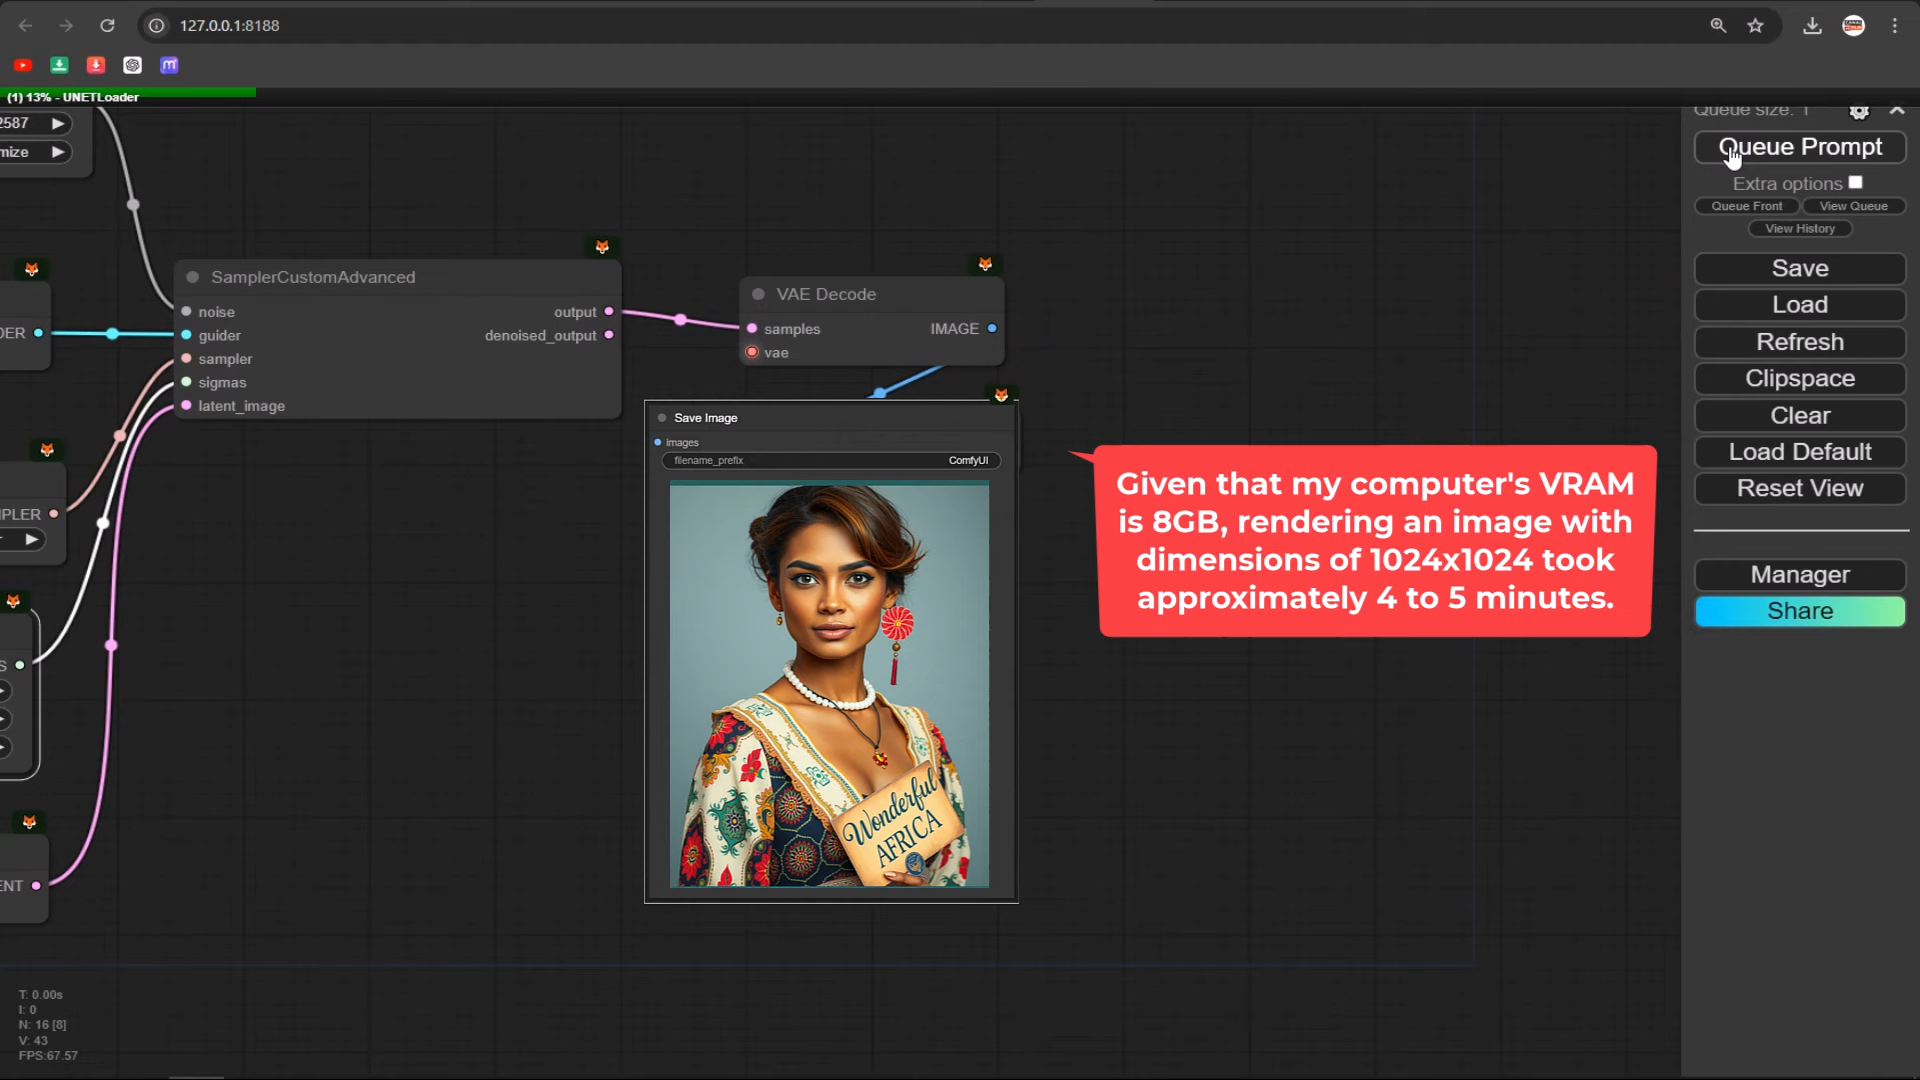 127.0.0.1:8188
(1) 13% - UNETLoader
2587
mize
Queue size: 1
Queue Prompt
Extra options
Queue Front
View Queue
View History
Save
Load
Refresh
Clipspace
Clear
Load Default
Reset View
Manager
Share
SamplerCustomAdvanced
noise
output
guider
denoised_output
sampler
sigmas
latent_image
DER
MPLER
S
ENT
VAE Decode
samples
IMAGE
vae
Save Image
images
filename_prefix
ComfyUI
Wonderful
AFRICA
Given that my computer's VRAM
is 8GB, rendering an image with
dimensions of 1024x1024 took
approximately 4 to 5 minutes.
T: 0.00s
I: 0
N: 16 [8]
V: 43
FPS:67.57